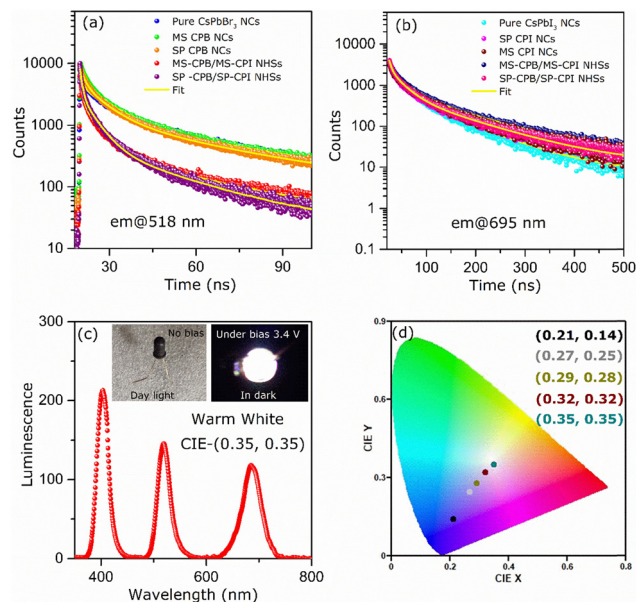 (a)
Pure CsPbBr3 NCs
MS CPB NCs
SP CPB NCs
MS-CPB/MS-CPI NHSs
SP -CPB/SP-CPI NHSs
Fit
em@518 nm
Counts
10000
1000
100
10
30
60
90
Time (ns)
(b)
Pure CsPbI3 NCs
SP CPI NCs
MS CPI NCs
MS-CPB/MS-CPI NHSs
SP-CPB/SP-CPI NHSs
Fit
em@695 nm
Counts
10000
1000
100
10
1
0.1
100
200
300
400
500
Time (ns)
(c)
No bias
Day light
Under bias 3.4 V
In dark
Warm White
CIE-(0.35, 0.35)
Luminescence
300
200
100
0
400
500
600
700
800
Wavelength (nm)
(d)
(0.21, 0.14)
(0.27, 0.25)
(0.29, 0.28)
(0.32, 0.32)
(0.35, 0.35)
CIE Y
0.9
0.6
0.3
0.0
0.0
0.2
0.4
0.6
0.8
CIE X